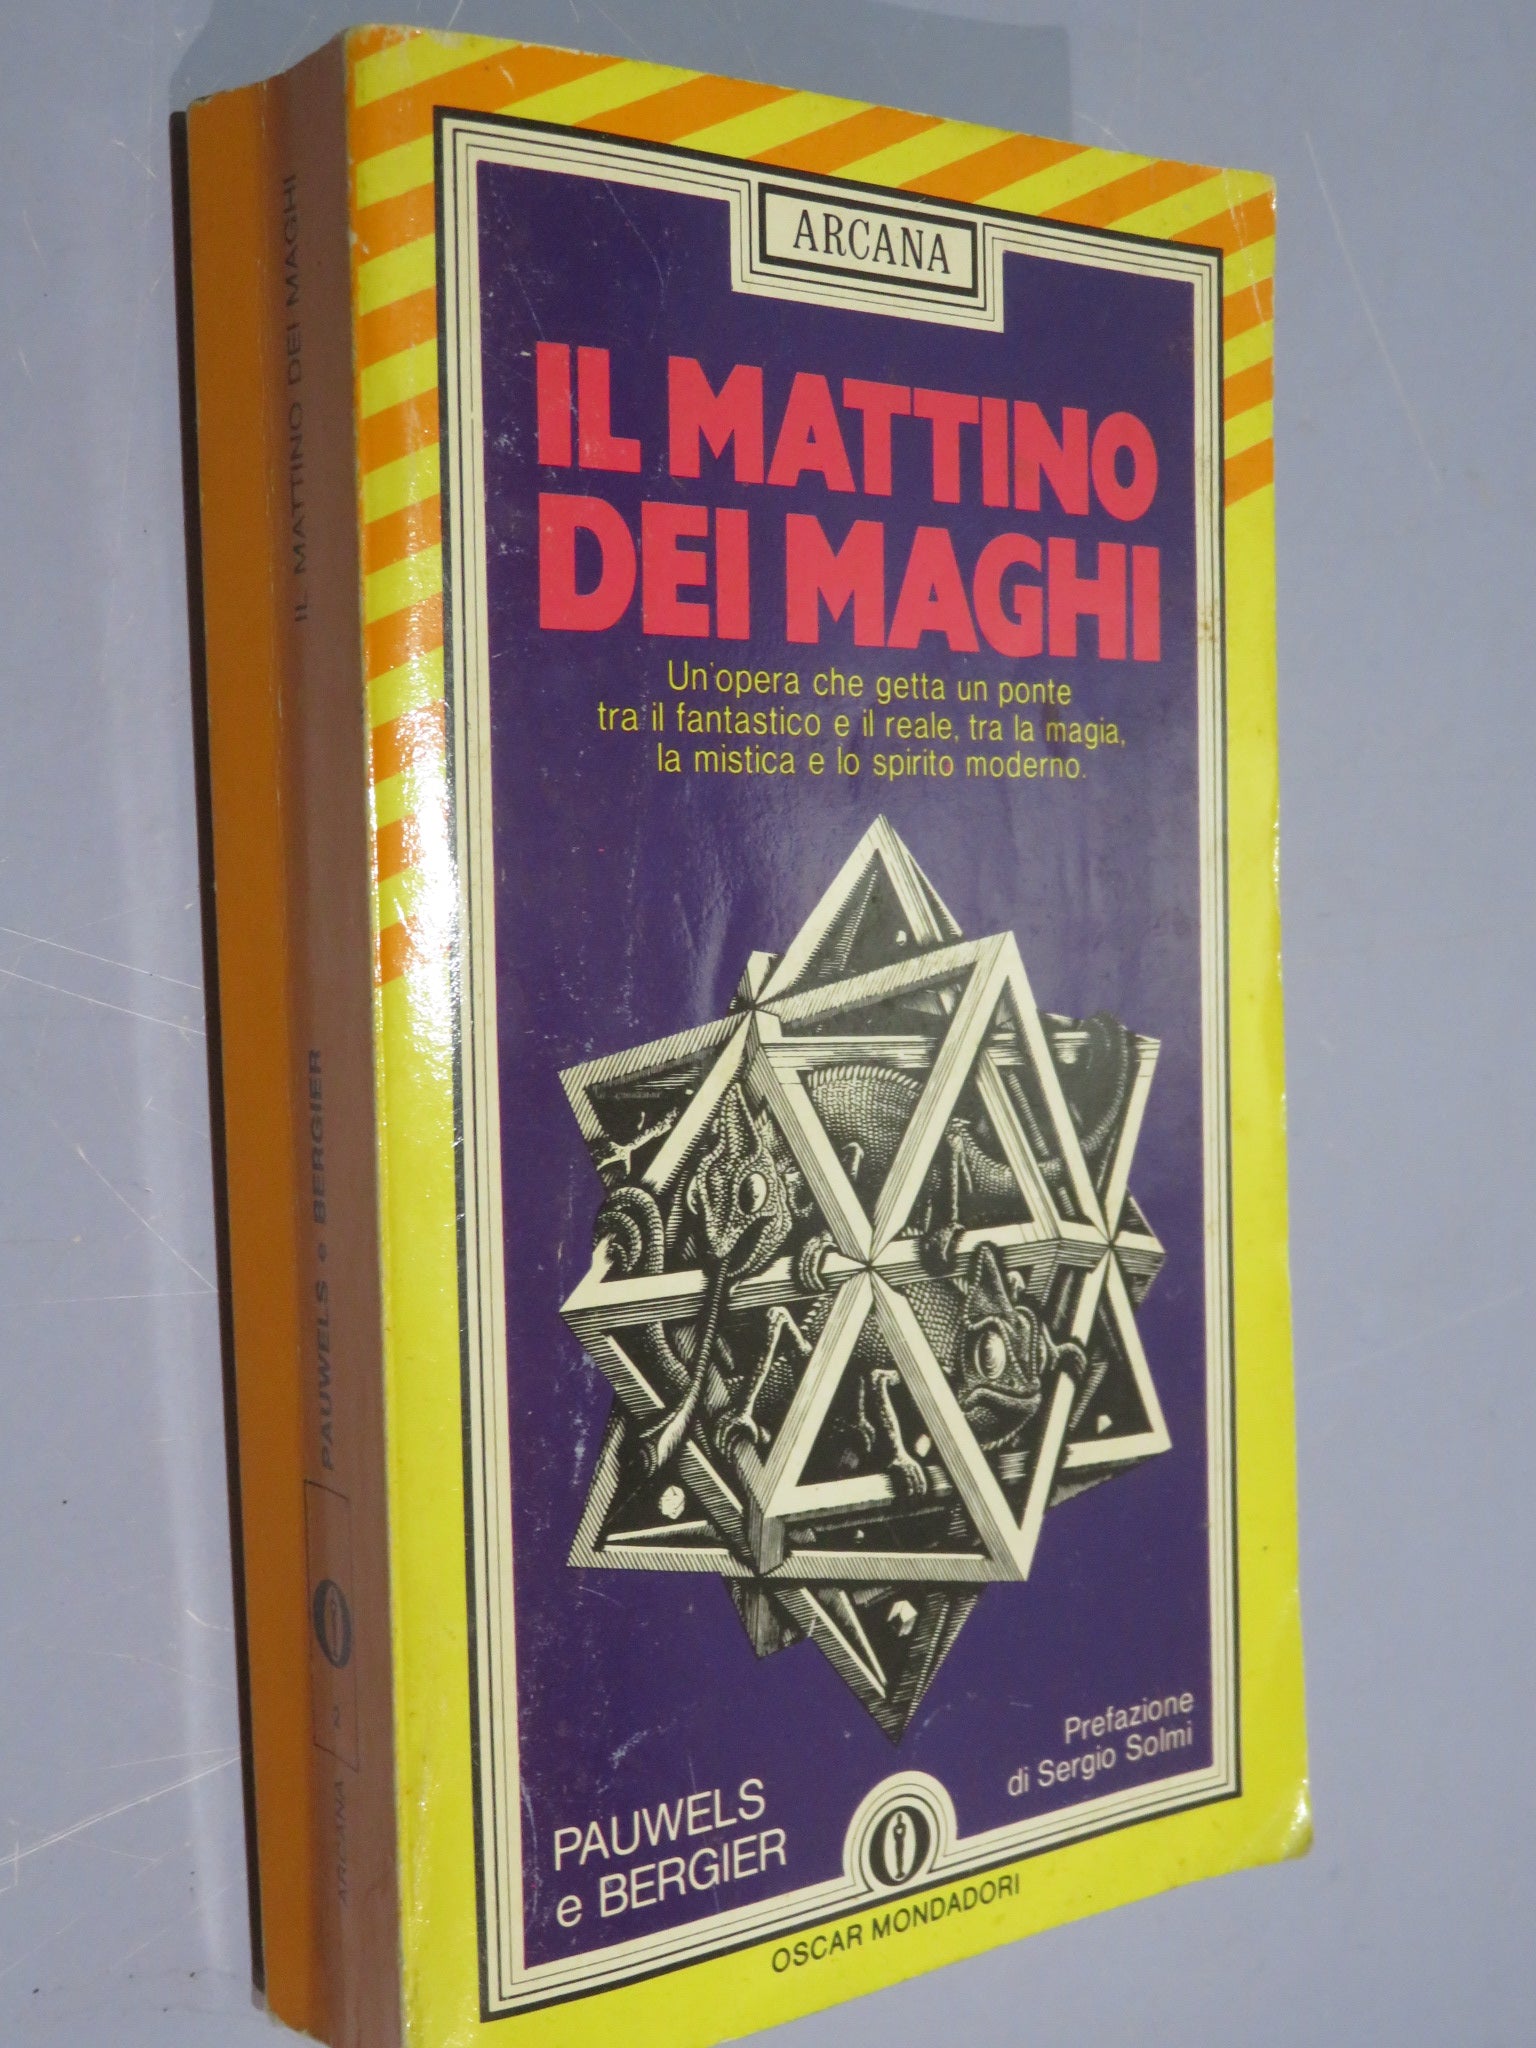 ARCANA
IL MATTINO
DEI MAGHI
Un'opera che getta un ponte
tra il fantastico e il reale, tra la magia,
la mistica e lo spirito moderno.
Prefazione
di Sergio Solmi
PAUWELS
e BERGIER
OSCAR MONDADORI
IL MATTINO DEI MAGHI
PAUWELS e BERGIER
ARCANA
2